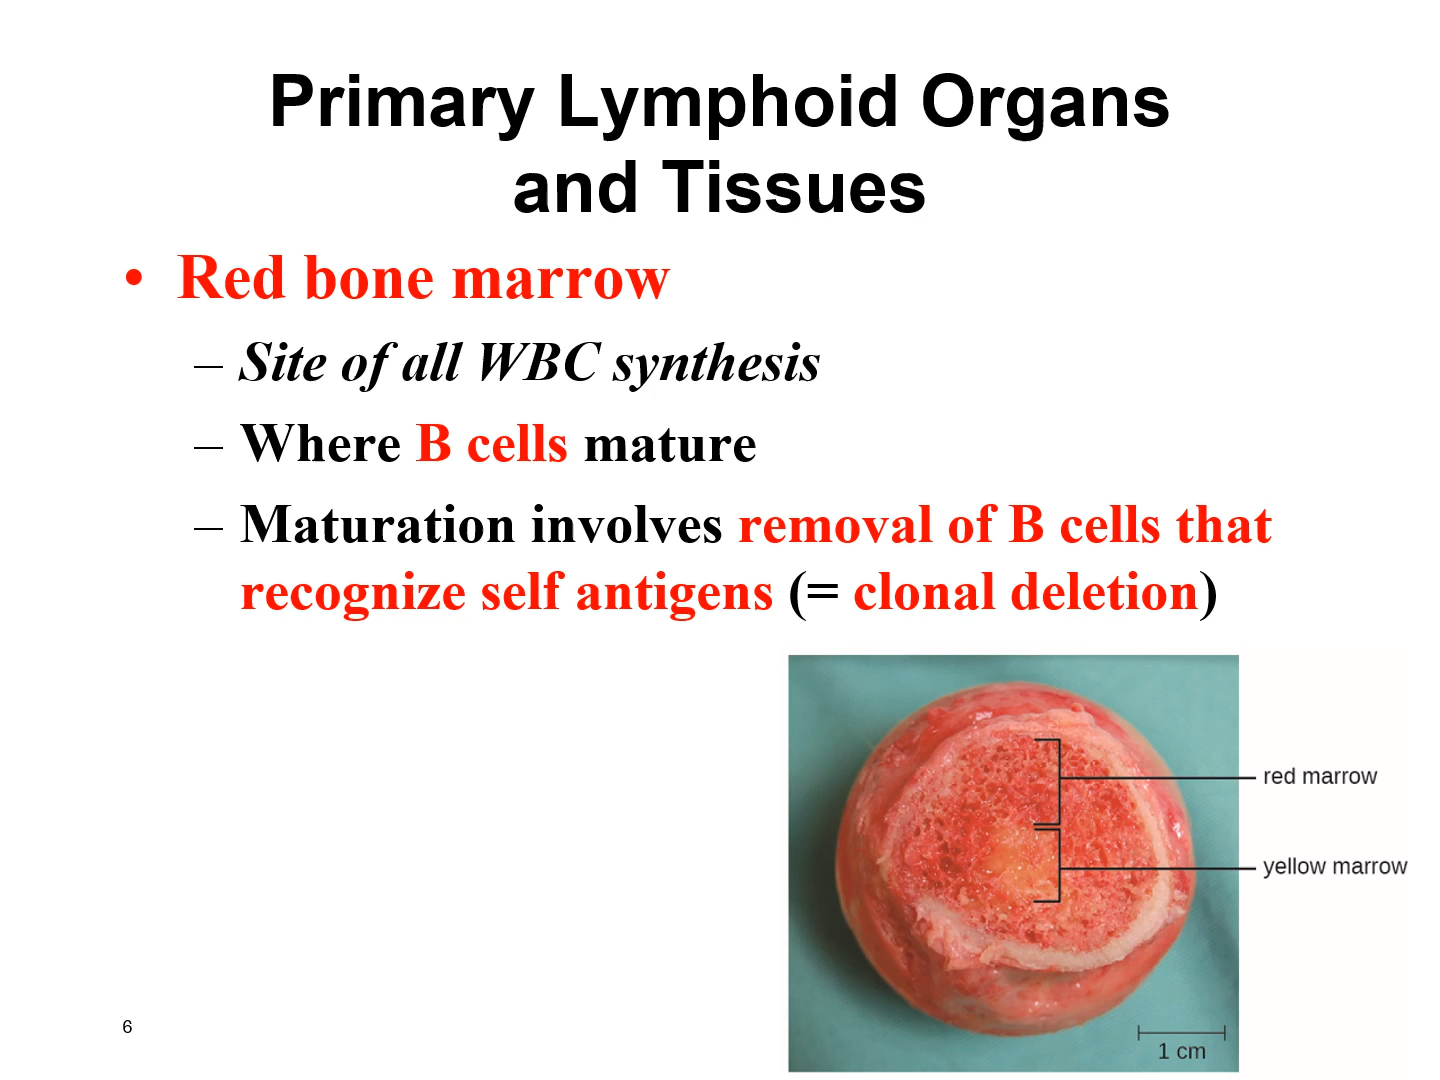 Primary Lymphoid Organs
and Tissues
• Red bone marrow
– Site of all WBC synthesis
– Where B cells mature
– Maturation involves removal of B cells that
recognize self antigens (= clonal deletion)
red marrow
yellow marrow
1 cm
6